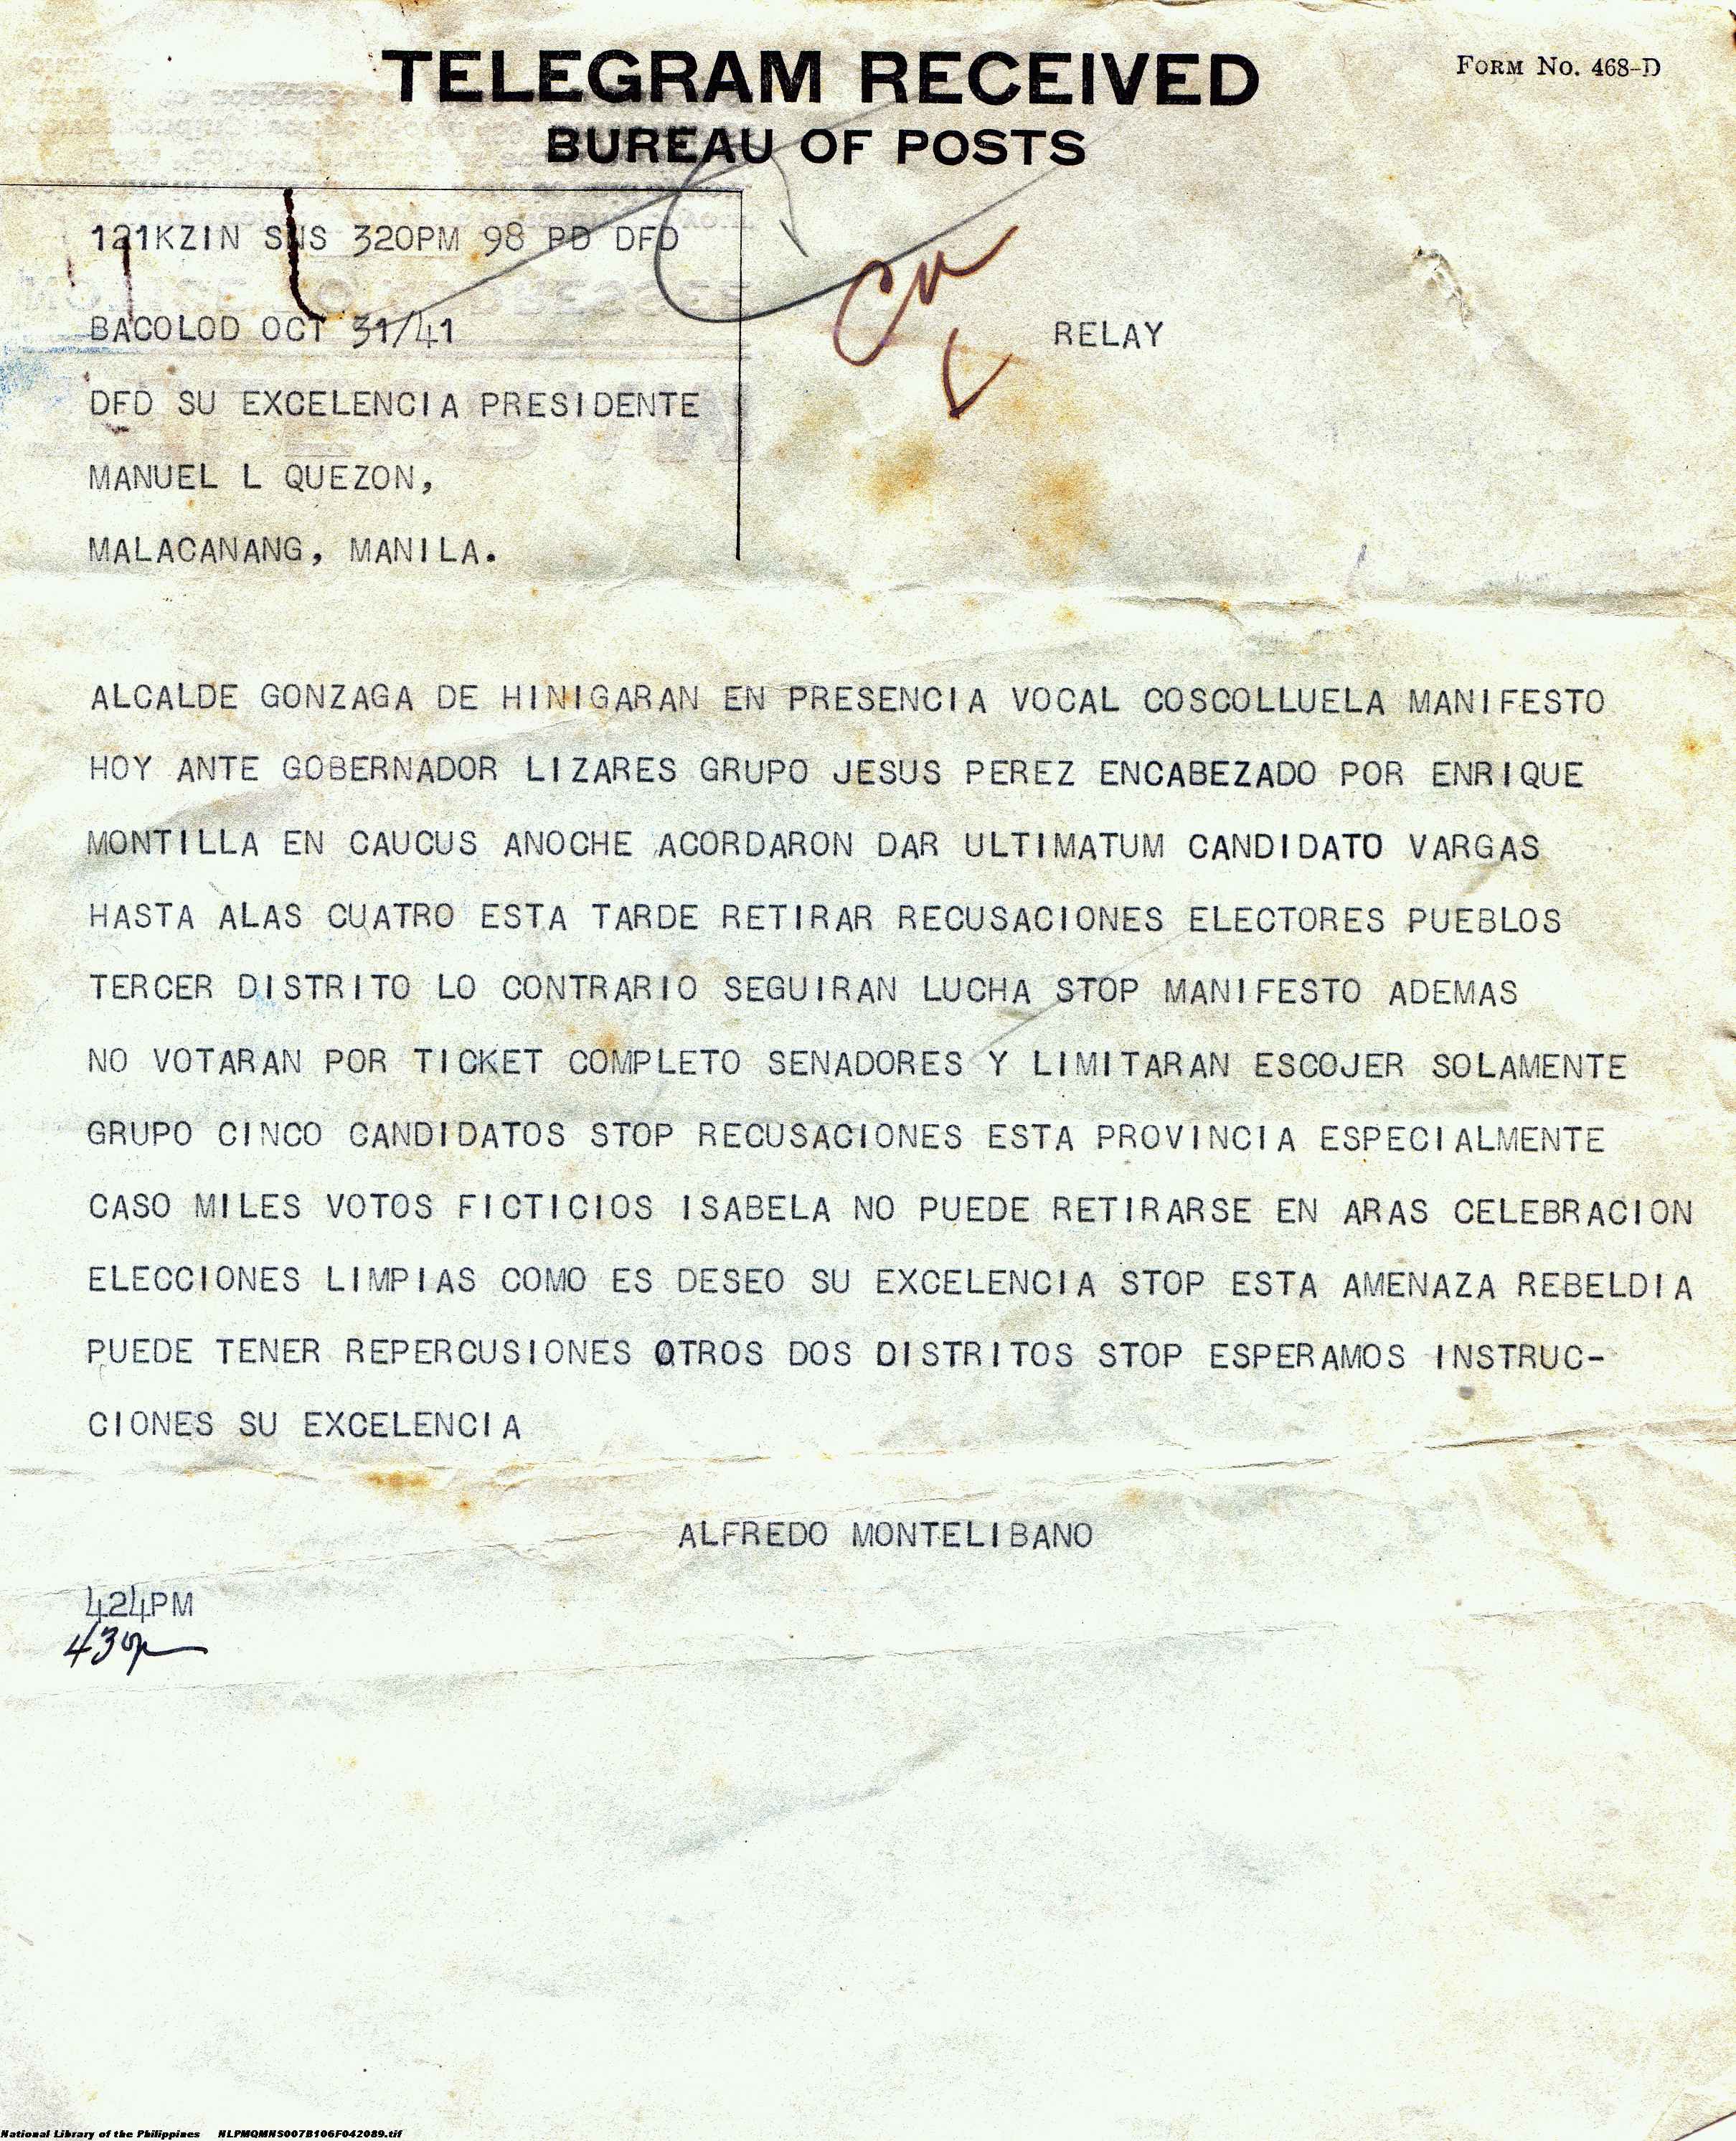 TELEGRAM RECEIVED
FORM NO. 468-D
BUREAU OF POSTS
121KZIN SNS 320PM 98 PD DFD
BACOLOD OCT 31/41
RELAY
DFD SU EXCELENCIA PRESIDENTE
MANUEL L QUEZON,
MALACANANG, MANILA.
ALCALDE GONZAGA DE HINIGARAN EN PRESENCIA VOCAL COSCOLLUELA MANIFESTO
HOY ANTE GOBERNADOR LIZARES GRUPO JESUS PEREZ ENCABEZADO POR ENRIQUE
MONTILLA EN CAUCUS ANOCHE ACORDARON DAR ULTIMATUM CANDIDATO VARGAS
HASTA ALAS CUATRO ESTA TARDE RETIRAR RECUSACIONES ELECTORES PUEBLOS
TERCER DISTRITO LO CONTRARIO SEGUIRAN LUCHA STOP MANIFESTO ADEMAS
NO VOTARAN POR TICKET COMPLETO SENADORES Y LIMITARAN ESCOJER SOLAMENTE
GRUPO CINCO CANDIDATOS STOP RECUSACIONES ESTA PROVINCIA ESPECIALMENTE
CASO MILES VOTOS FICTICIOS ISABELA NO PUEDE RETIRARSE EN ARAS CELEBRACION
ELECCIONES LIMPIAS COMO ES DESEO SU EXCELENCIA STOP ESTA AMENAZA REBELDIA
PUEDE TENER REPERCUSIONES OTROS DOS DISTRITOS STOP ESPERAMOS INSTRUC-
CIONES SU EXCELENCIA
ALFREDO MONTELIBANO
424PM
430p
National Library of the Philippines NLPMQMNS007B106F042089.tif